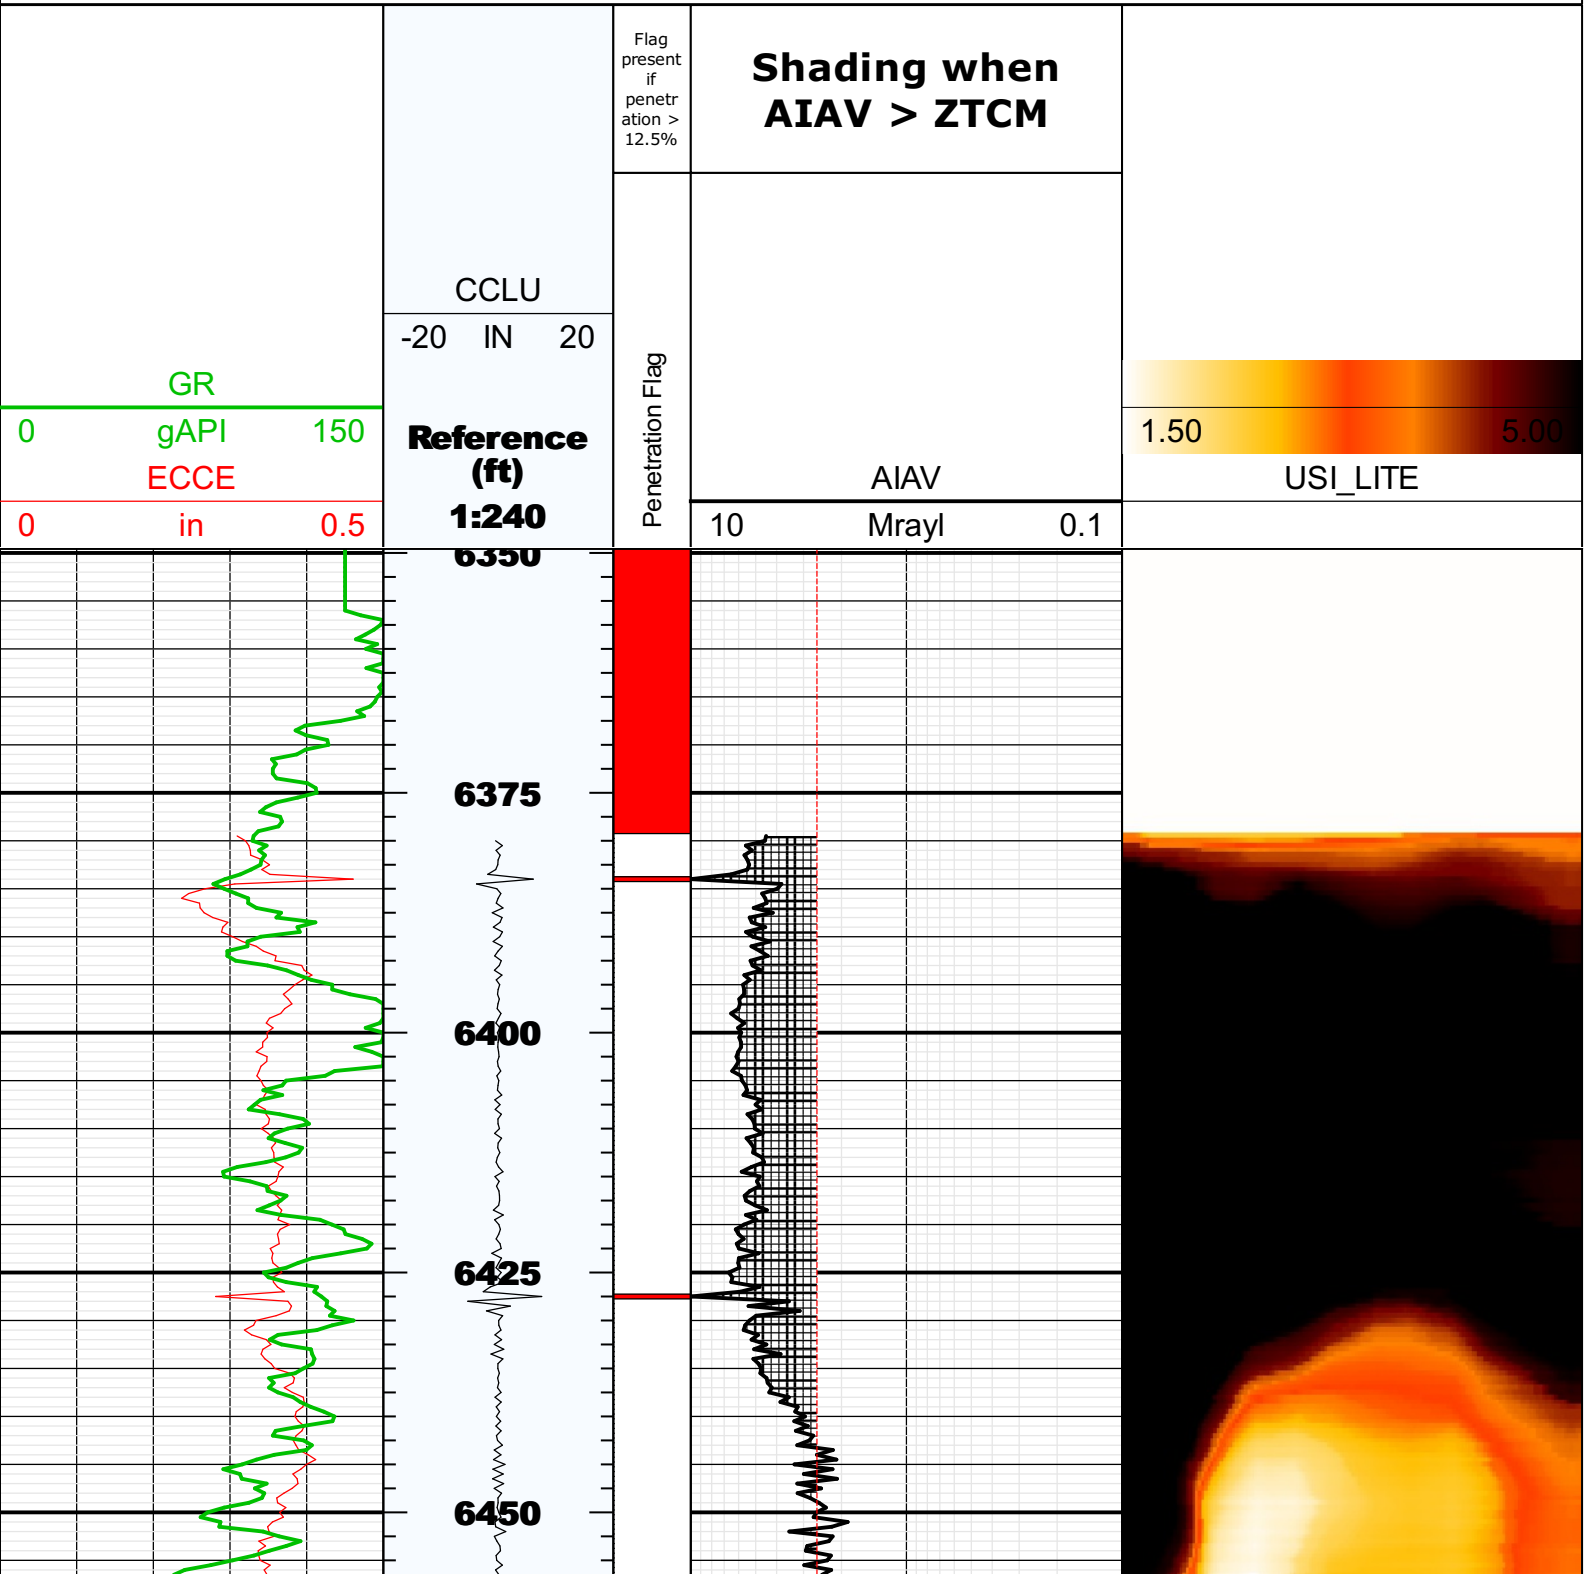 Flag
present
if
penetr
ation >
12.5%
Shading when
AIAV > ZTCM
CCLU
-20 IN 20
GR
0 gAPI 150
ECCE
0 in 0.5
Reference
(ft)
1:240
Penetration Flag
AIAV
10 Mrayl 0.1
1.50 5.00
USI_LITE
6350
6375
6400
6425
6450